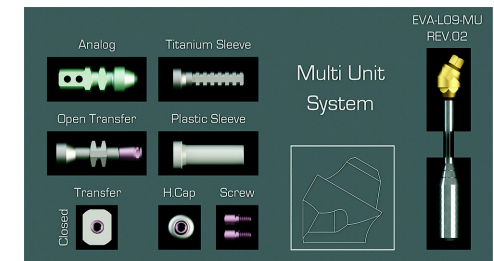 EVA-L09-MU
REV.02
Analog
Titanium Sleeve
Multi Unit
System
Open Transfer
Plastic Sleeve
Transfer
H.Cap
Screw
Closed